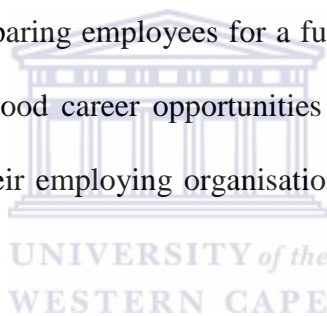 paring employees for a fu
ood career opportunities
eir employing organisation
UNIVERSITY of the
WESTERN CAPE